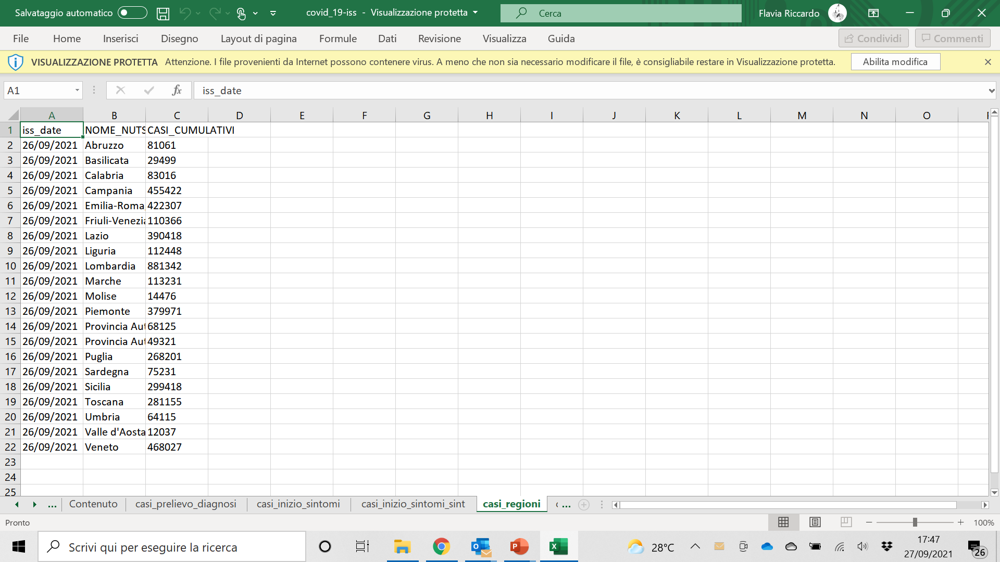 Salvataggio automatico covid_19-iss - Visualizzazione protetta Cerca Flavia Riccardo
File Home Inserisci Disegno Layout di pagina Formule Dati Revisione Visualizza Guida Condividi Commenti
VISUALIZZAZIONE PROTETTA Attenzione. I file provenienti da Internet possono contenere virus. A meno che non sia necessario modificare il file, è consigliabile restare in Visualizzazione protetta. Abilita modifica
A1 fx iss_date
A B C D E F G H I J K L M N O
1 iss_date NOME_NUTS CASI_CUMULATIVI
2 26/09/2021 Abruzzo 81061
3 26/09/2021 Basilicata 29499
4 26/09/2021 Calabria 83016
5 26/09/2021 Campania 455422
6 26/09/2021 Emilia-Roma 422307
7 26/09/2021 Friuli-Venezia 110366
8 26/09/2021 Lazio 390418
9 26/09/2021 Liguria 112448
10 26/09/2021 Lombardia 881342
11 26/09/2021 Marche 113231
12 26/09/2021 Molise 14476
13 26/09/2021 Piemonte 379971
14 26/09/2021 Provincia Aut 68125
15 26/09/2021 Provincia Aut 49321
16 26/09/2021 Puglia 268201
17 26/09/2021 Sardegna 75231
18 26/09/2021 Sicilia 299418
19 26/09/2021 Toscana 281155
20 26/09/2021 Umbria 64115
21 26/09/2021 Valle d'Aosta 12037
22 26/09/2021 Veneto 468027
23
24
25
... Contenuto casi_prelievo_diagnosi casi_inizio_sintomi casi_inizio_sintomi_sint casi_regioni ...
Pronto 100%
Scrivi qui per eseguire la ricerca 28°C 17:47
27/09/2021 26